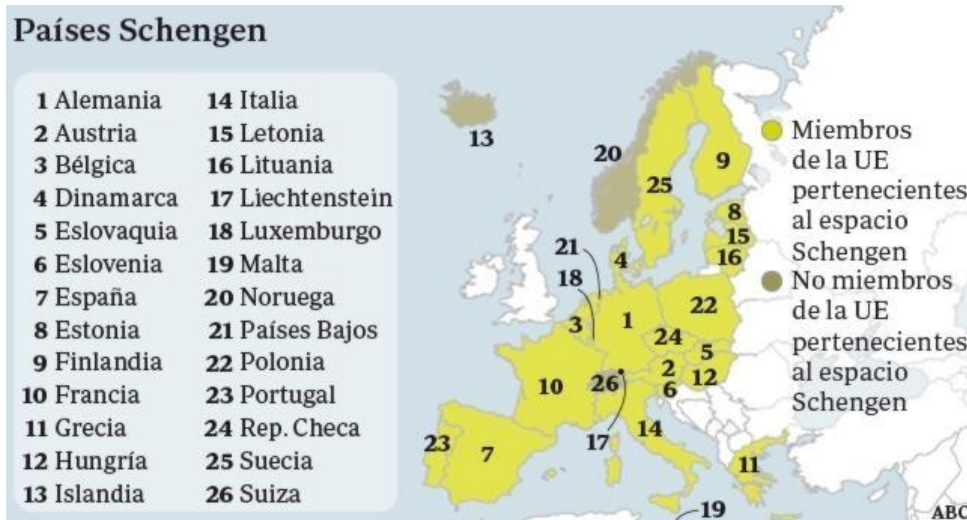 Países Schengen
1 Alemania
2 Austria
3 Bélgica
4 Dinamarca
5 Eslovaquia
6 Eslovenia
7 España
8 Estonia
9 Finlandia
10 Francia
11 Grecia
12 Hungría
13 Islandia
14 Italia
15 Letonia
16 Lituania
17 Liechtenstein
18 Luxemburgo
19 Malta
20 Noruega
21 Países Bajos
22 Polonia
23 Portugal
24 Rep. Checa
25 Suecia
26 Suiza
13
20
9
25
8
15
16
21
4
18
22
3
1
24
5
2
12
26
6
10
14
17
23
7
11
19
Miembros
de la UE
pertenecientes
al espacio
Schengen
No miembros
de la UE
pertenecientes
al espacio
Schengen
ABC